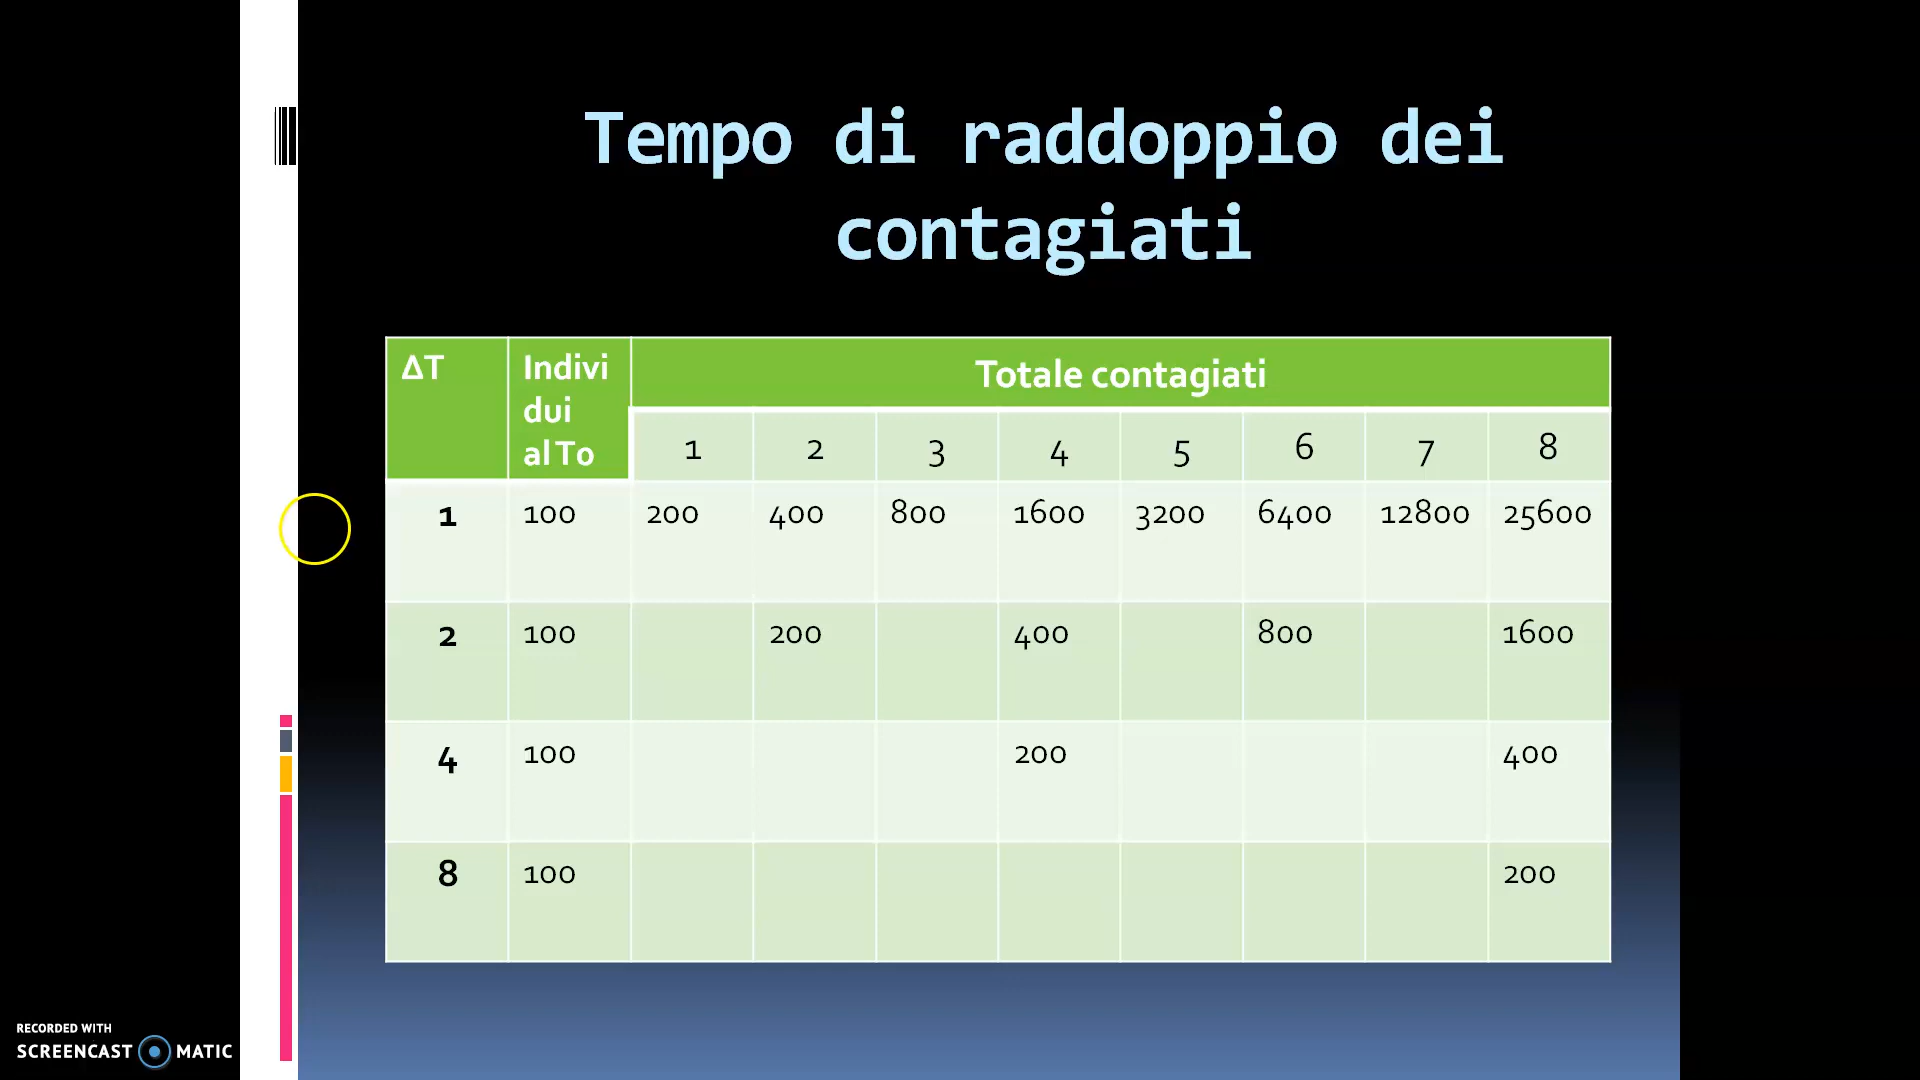 Tempo di raddoppio dei
contagiati
ΔT Indivi Totale contagiati
dui
al To
1 2 3 4 5 6 7 8
1 100 200 400 800 1600 3200 6400 12800 25600
2 100 200 400 800 1600
4 100 200 400
8 100 200
RECORDED WITH
SCREENCAST MATIC